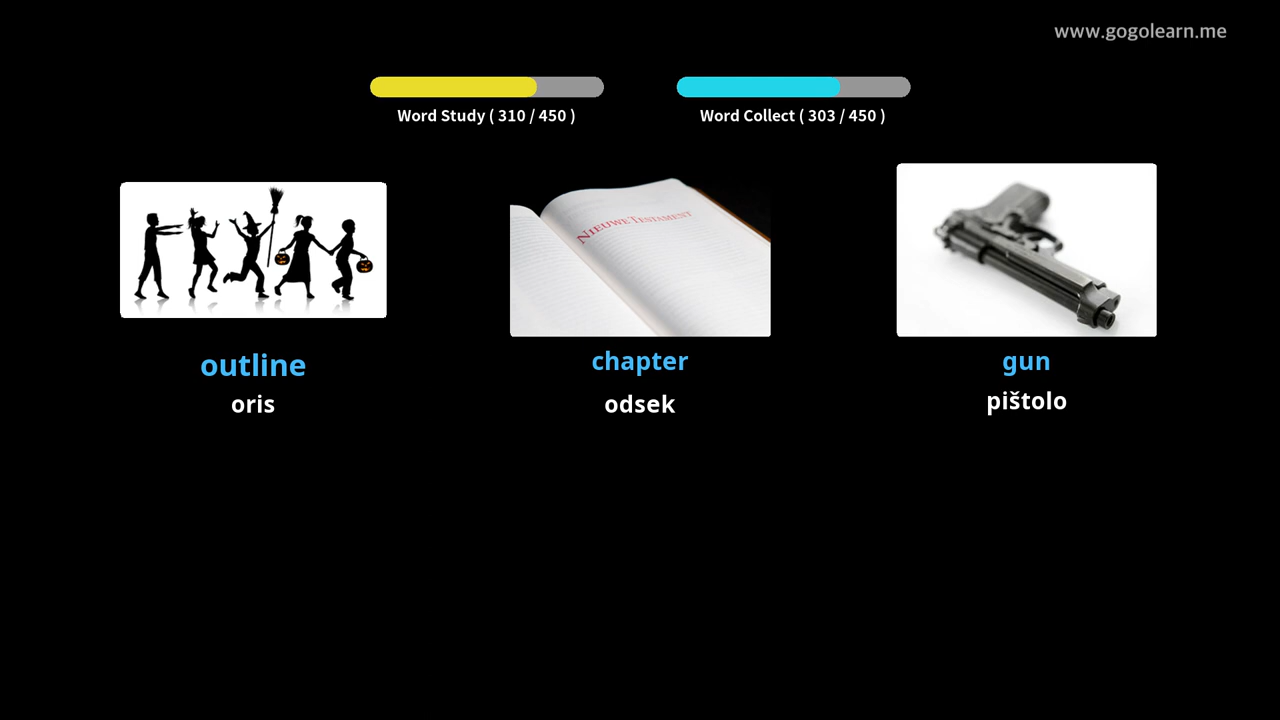 www.gogolearn.me
Word Study ( 310 / 450 )
Word Collect ( 303 / 450 )
NIEUWE TESTAMENT
outline
chapter
gun
oris
odsek
pištolo